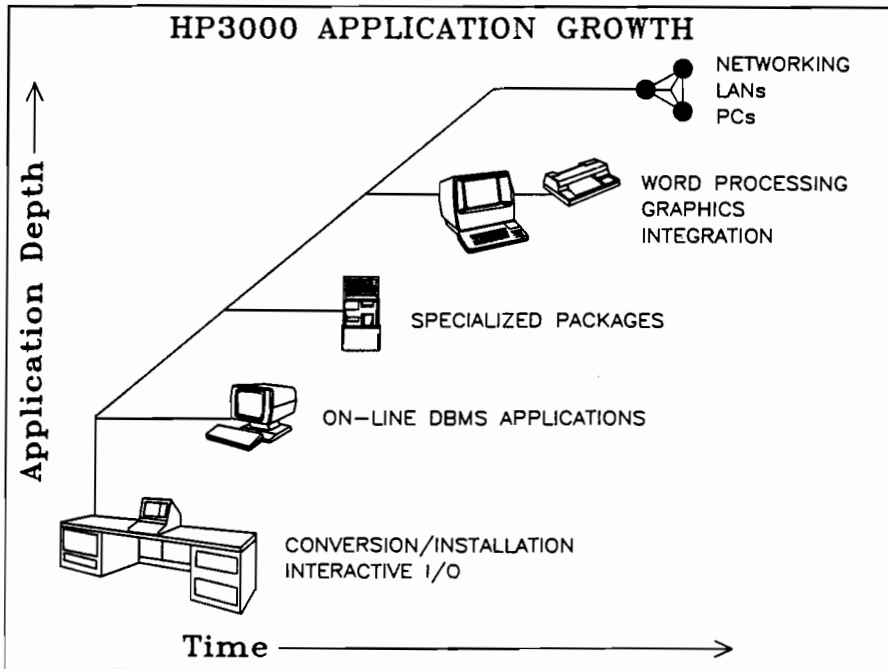 HP3000 APPLICATION GROWTH
NETWORKING
LANs
PCs
WORD PROCESSING
GRAPHICS
INTEGRATION
SPECIALIZED PACKAGES
ON-LINE DBMS APPLICATIONS
CONVERSION/INSTALLATION
INTERACTIVE I/O
Application Depth
Time